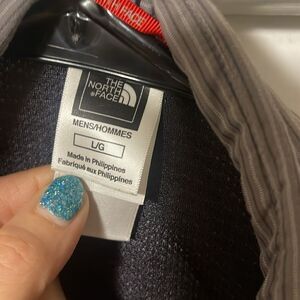 THE
NORTH
FACE
MENS/HOMMES
L/G
Made in Philippines
Fabriqué aux Philippines